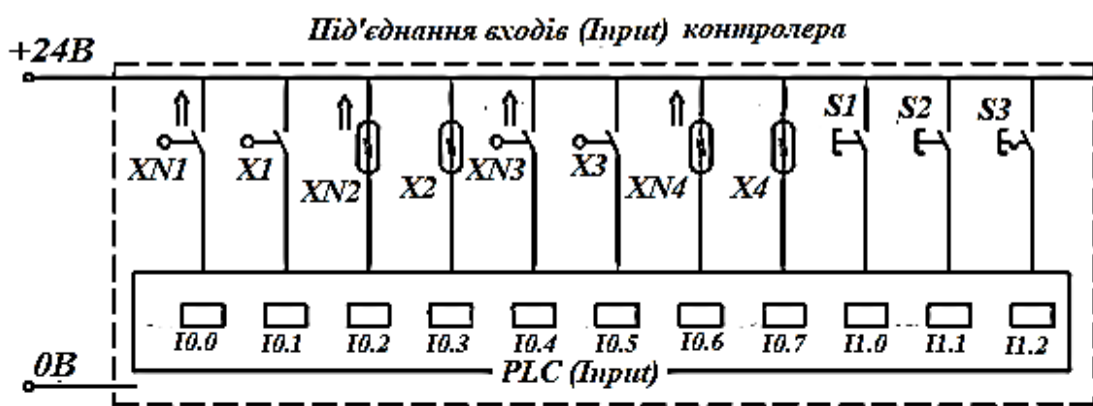 Під'єднання входів (Input) контролера
+24В
S1 S2 S3
XN1 X1 XN2 X2 XN3 X3 XN4 X4
I0.0 I0.1 I0.2 I0.3 I0.4 I0.5 I0.6 I0.7 I1.0 I1.1 I1.2
0В
PLC (Input)